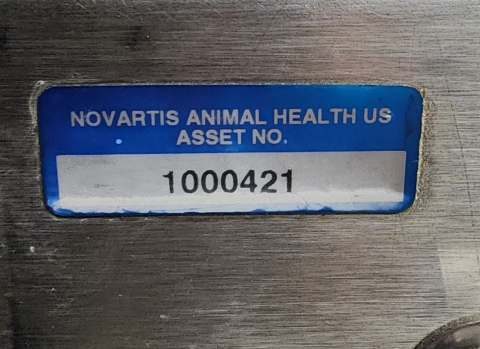 NOVARTIS ANIMAL HEALTH US
ASSET NO.
1000421